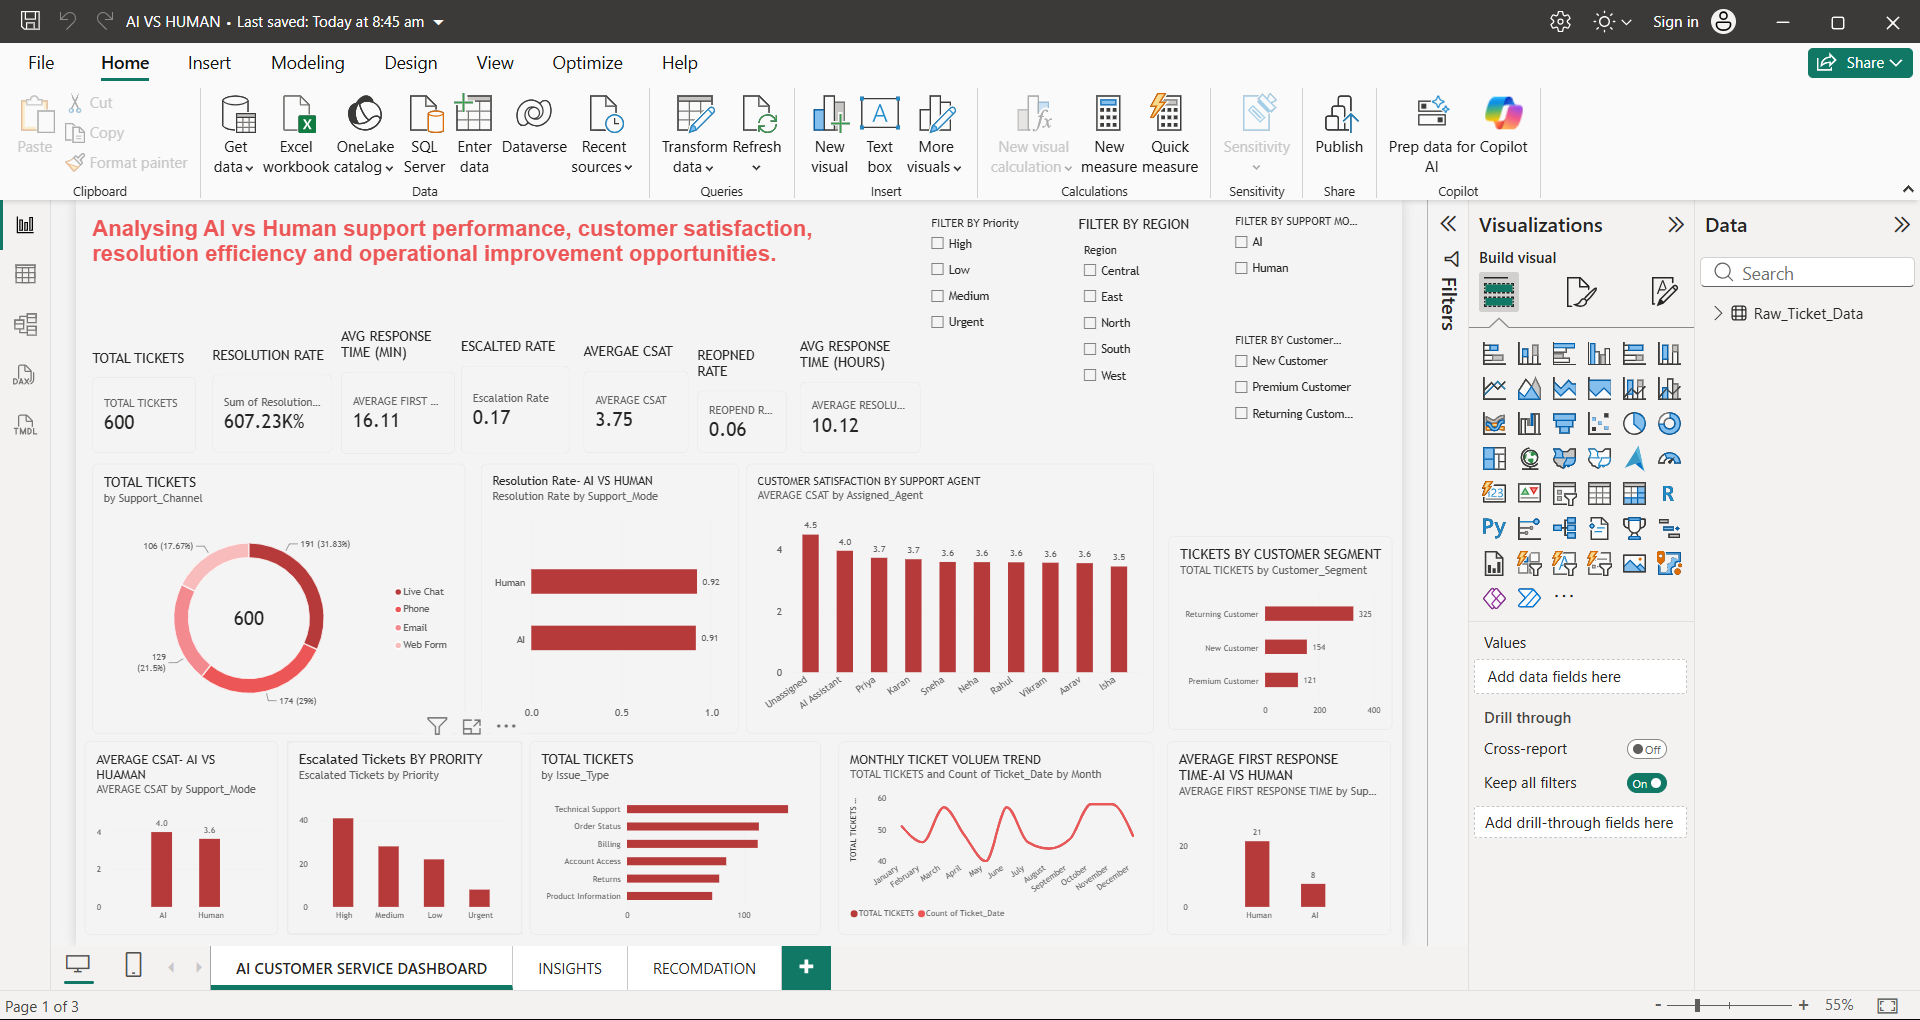 AI VS HUMAN • Last saved: Today at 8:45 am
Sign in
File
Home
Insert
Modeling
Design
View
Optimize
Help
Share
Paste
Cut
Copy
Format painter
Clipboard
Get data
Excel workbook
OneLake catalog
SQL Server
Enter data
Dataverse
Recent sources
Data
Transform data
Refresh
Queries
New visual
Text box
More visuals
Insert
New visual calculation
New measure
Quick measure
Calculations
Sensitivity
Sensitivity
Publish
Share
Prep data for AI
Copilot
Copilot
Analysing AI vs Human support performance, customer satisfaction,
resolution efficiency and operational improvement opportunities.
FILTER BY Priority
High
Low
Medium
Urgent
FILTER BY REGION
Region
Central
East
North
South
West
FILTER BY SUPPORT MO...
AI
Human
FILTER BY Customer...
New Customer
Premium Customer
Returning Custom...
TOTAL TICKETS
TOTAL TICKETS
600
RESOLUTION RATE
Sum of Resolution...
607.23K%
AVG RESPONSE
TIME (MIN)
AVERAGE FIRST ...
16.11
ESCALTED RATE
Escalation Rate
0.17
AVERGAE CSAT
AVERAGE CSAT
3.75
REOPNED
RATE
REOPEND R...
0.06
AVG RESPONSE
TIME (HOURS)
AVERAGE RESOLU...
10.12
TOTAL TICKETS
by Support_Channel
106 (17.67%)
191 (31.83%)
600
129
(21.5%)
174 (29%)
Live Chat
Phone
Email
Web Form
Resolution Rate- AI VS HUMAN
Resolution Rate by Support_Mode
Human
0.92
AI
0.91
0.0
0.5
1.0
CUSTOMER SATISFACTION BY SUPPORT AGENT
AVERAGE CSAT by Assigned_Agent
4
2
0
4.5
4.0
3.7
3.7
3.6
3.6
3.6
3.6
3.6
3.5
Unassigned
AI Assistant
Priya
Karan
Sneha
Neha
Rahul
Vikram
Aarav
Isha
TICKETS BY CUSTOMER SEGMENT
TOTAL TICKETS by Customer_Segment
Returning Customer
325
New Customer
154
Premium Customer
121
0
200
400
AVERAGE CSAT- AI VS
HUAMAN
AVERAGE CSAT by Support_Mode
4
2
0
4.0
3.6
AI
Human
Escalated Tickets BY PRORITY
Escalated Tickets by Priority
40
20
0
High
Medium
Low
Urgent
TOTAL TICKETS
by Issue_Type
Technical Support
Order Status
Billing
Account Access
Returns
Product Information
0
100
MONTHLY TICKET VOLUEM TREND
TOTAL TICKETS and Count of Ticket_Date by Month
TOTAL TICKETS ...
60
50
40
January
February
March
April
May
June
July
August
September
October
November
December
TOTAL TICKETS
Count of Ticket_Date
AVERAGE FIRST RESPONSE
TIME-AI VS HUMAN
AVERAGE FIRST RESPONSE TIME by Sup...
20
0
21
8
Human
AI
Filters
Visualizations
Build visual
123
R
Py
Values
Add data fields here
Drill through
Cross-report
Off
Keep all filters
On
Add drill-through fields here
Data
Search
Raw_Ticket_Data
DAX
TMDL
AI CUSTOMER SERVICE DASHBOARD
INSIGHTS
RECOMDATION
Page 1 of 3
55%